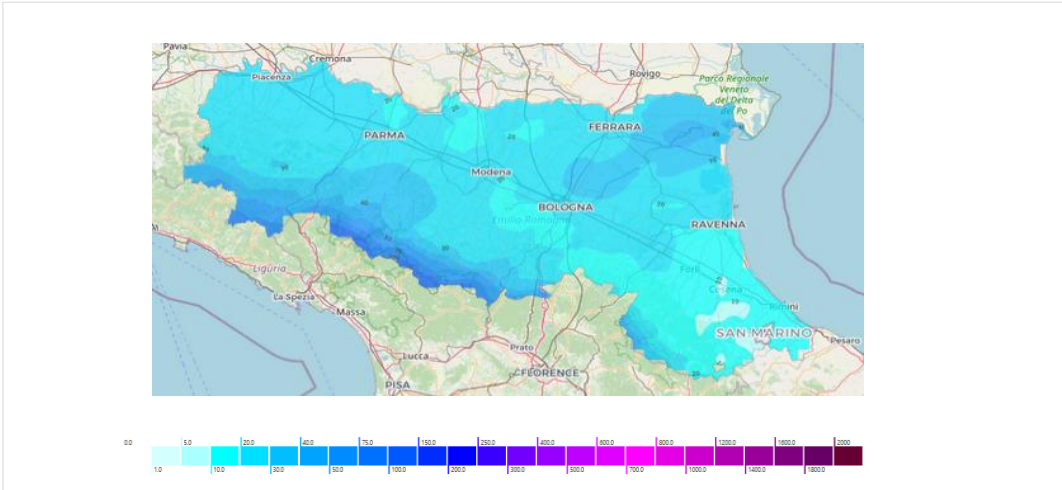 Pavia
Cremona
Piacenza
Rovigo
Parco Regionale
Veneto
del Delta
del Po
PARMA
FERRARA
20
Modena
BOLOGNA
Emilia Romagna
RAVENNA
Forlì
Cesena
Rimini
SAN MARINO
Pesaro
Liguria
La Spezia
Massa
Lucca
Prato
FLORENCE
PISA
20
0.0 5.0 20.0 40.0 75.0 150.0 250.0 400.0 600.0 800.0 1200.0 1600.0 2000
1.0 10.0 30.0 50.0 100.0 200.0 300.0 500.0 700.0 1000.0 1400.0 1800.0